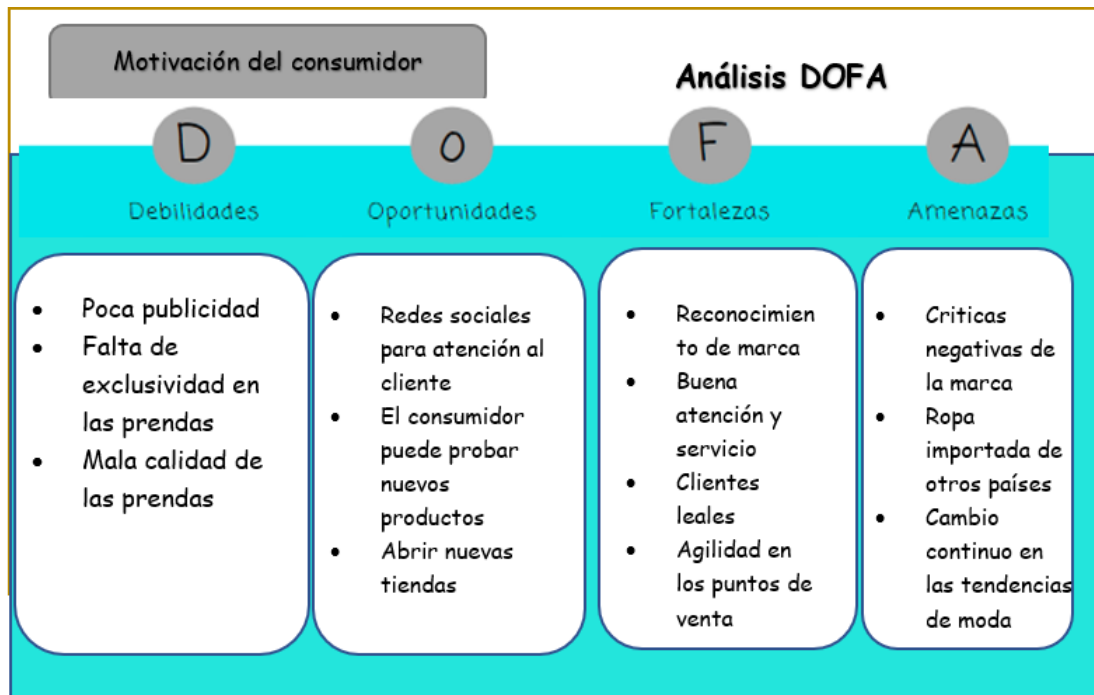 Motivación del consumidor
Análisis DOFA
D
Debilidades
• Poca publicidad
• Falta de
exclusividad en
las prendas
• Mala calidad de
las prendas
O
Oportunidades
• Redes sociales
para atención al
cliente
• El consumidor
puede probar
nuevos
productos
• Abrir nuevas
tiendas
F
Fortalezas
• Reconocimien
to de marca
• Buena
atención y
servicio
• Clientes
leales
• Agilidad en
los puntos de
venta
A
Amenazas
• Criticas
negativas de
la marca
• Ropa
importada de
otros países
• Cambio
continuo en
las tendencias
de moda